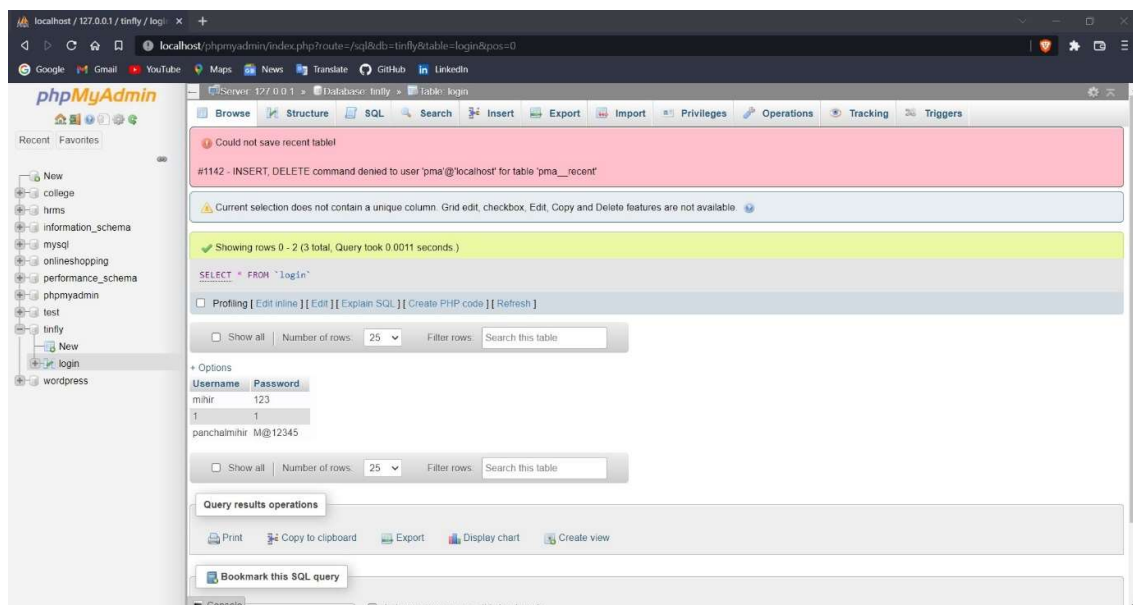 localhost / 127.0.0.1 / tinfly / logi
localhost/phpmyadmin/index.php?route=/sql&db=tinfly&table=login&pos=0
Google Gmail YouTube Maps News Translate GitHub LinkedIn
phpMyAdmin
Recent Favorites
New
college
hrms
information_schema
mysql
onlineshopping
performance_schema
phpmyadmin
test
tinfly
New
login
wordpress
Server: 127.0.0.1 » Database: tinfly » Table: login
Browse Structure SQL Search Insert Export Import Privileges Operations Tracking Triggers
Could not save recent table!
#1142 - INSERT, DELETE command denied to user 'pma'@'localhost' for table 'pma__recent'
Current selection does not contain a unique column. Grid edit, checkbox, Edit, Copy and Delete features are not available.
Showing rows 0 - 2 (3 total, Query took 0.0011 seconds.)
SELECT * FROM `login`
Profiling [ Edit inline ] [ Edit ] [ Explain SQL ] [ Create PHP code ] [ Refresh ]
Show all | Number of rows: 25 Filter rows: Search this table
+ Options
Username Password
mihir 123
1 1
panchalmihir M@12345
Show all | Number of rows: 25 Filter rows: Search this table
Query results operations
Print Copy to clipboard Export Display chart Create view
Bookmark this SQL query
Console